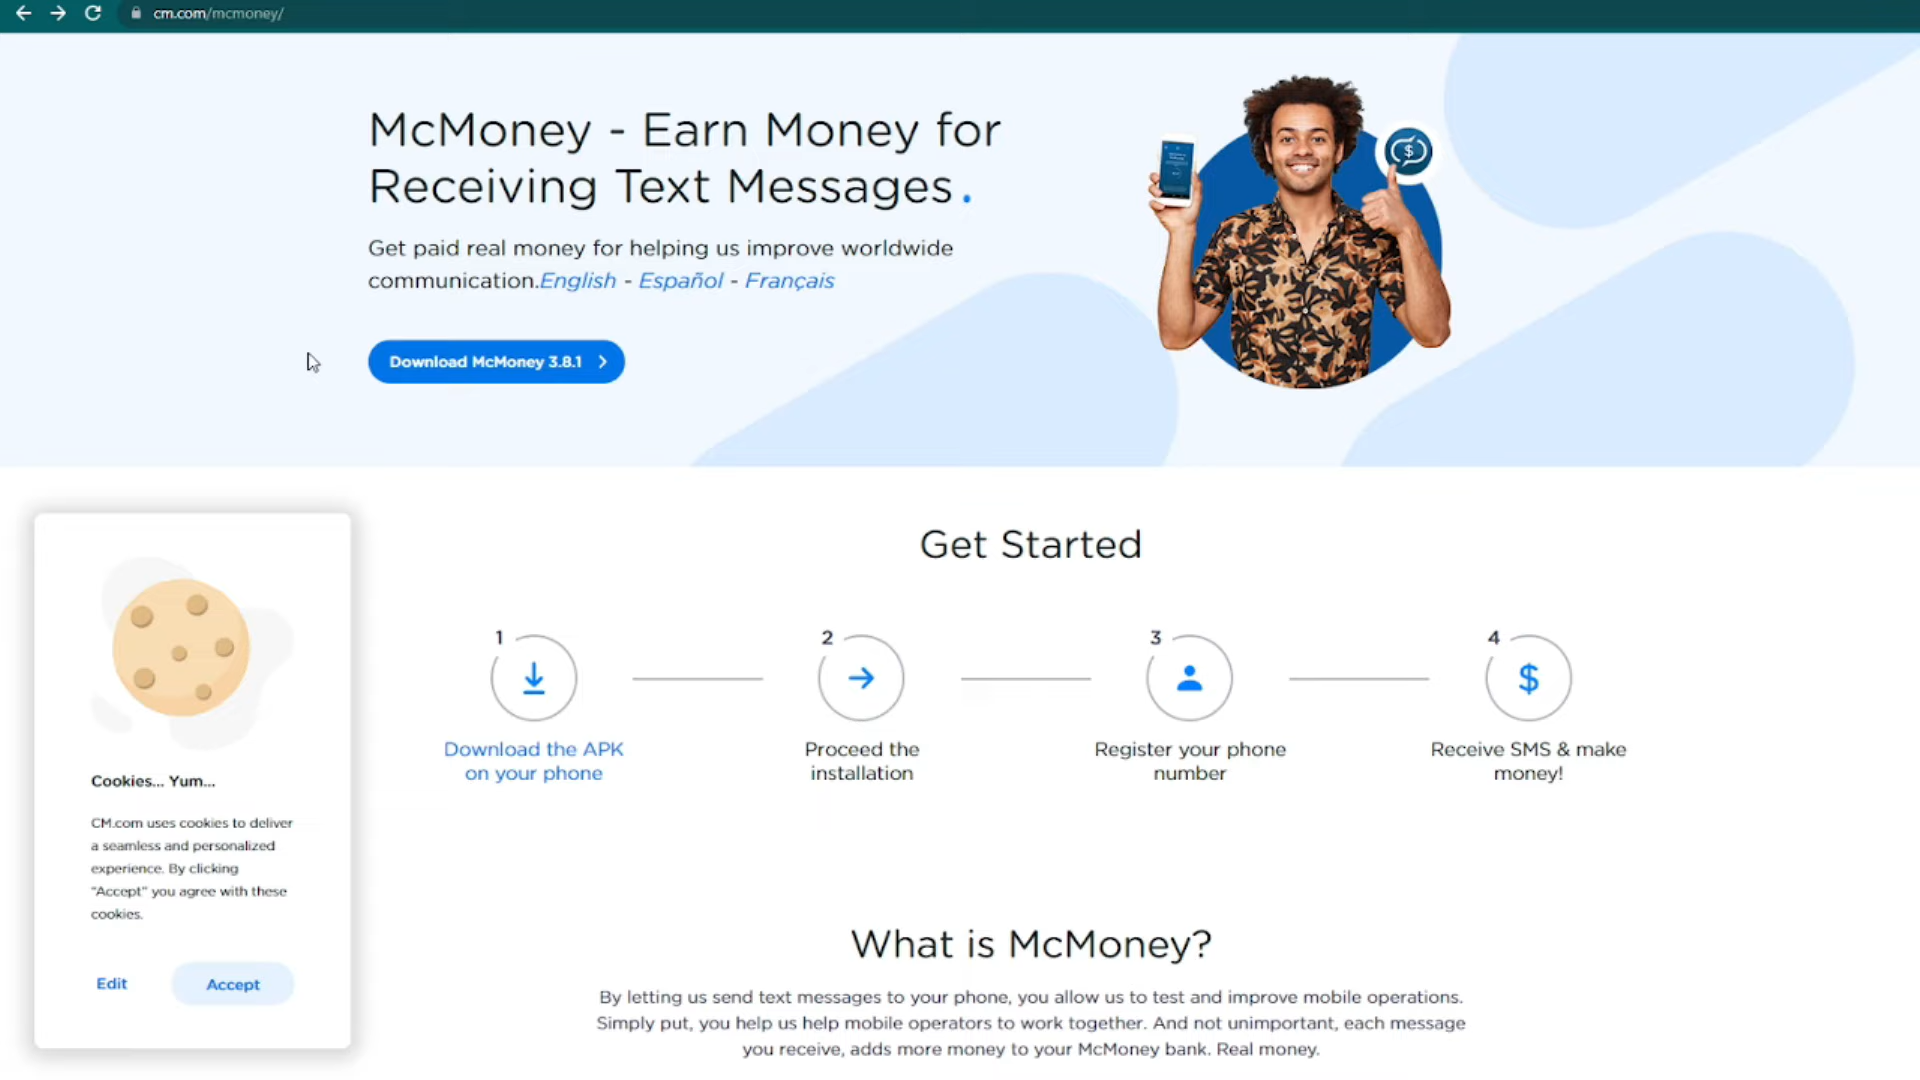 cm.com/mcmoney/
McMoney - Earn Money for
Receiving Text Messages.
Get paid real money for helping us improve worldwide
communication.English - Español - Français
Download McMoney 3.8.1
Get Started
1
2
3
4
Download the APK
on your phone
Proceed the
installation
Register your phone
number
Receive SMS & make
money!
Cookies... Yum...
CM.com uses cookies to deliver
a seamless and personalized
experience. By clicking
"Accept" you agree with these
cookies.
Edit
Accept
What is McMoney?
By letting us send text messages to your phone, you allow us to test and improve mobile operations.
Simply put, you help us help mobile operators to work together. And not unimportant, each message
you receive, adds more money to your McMoney bank. Real money.